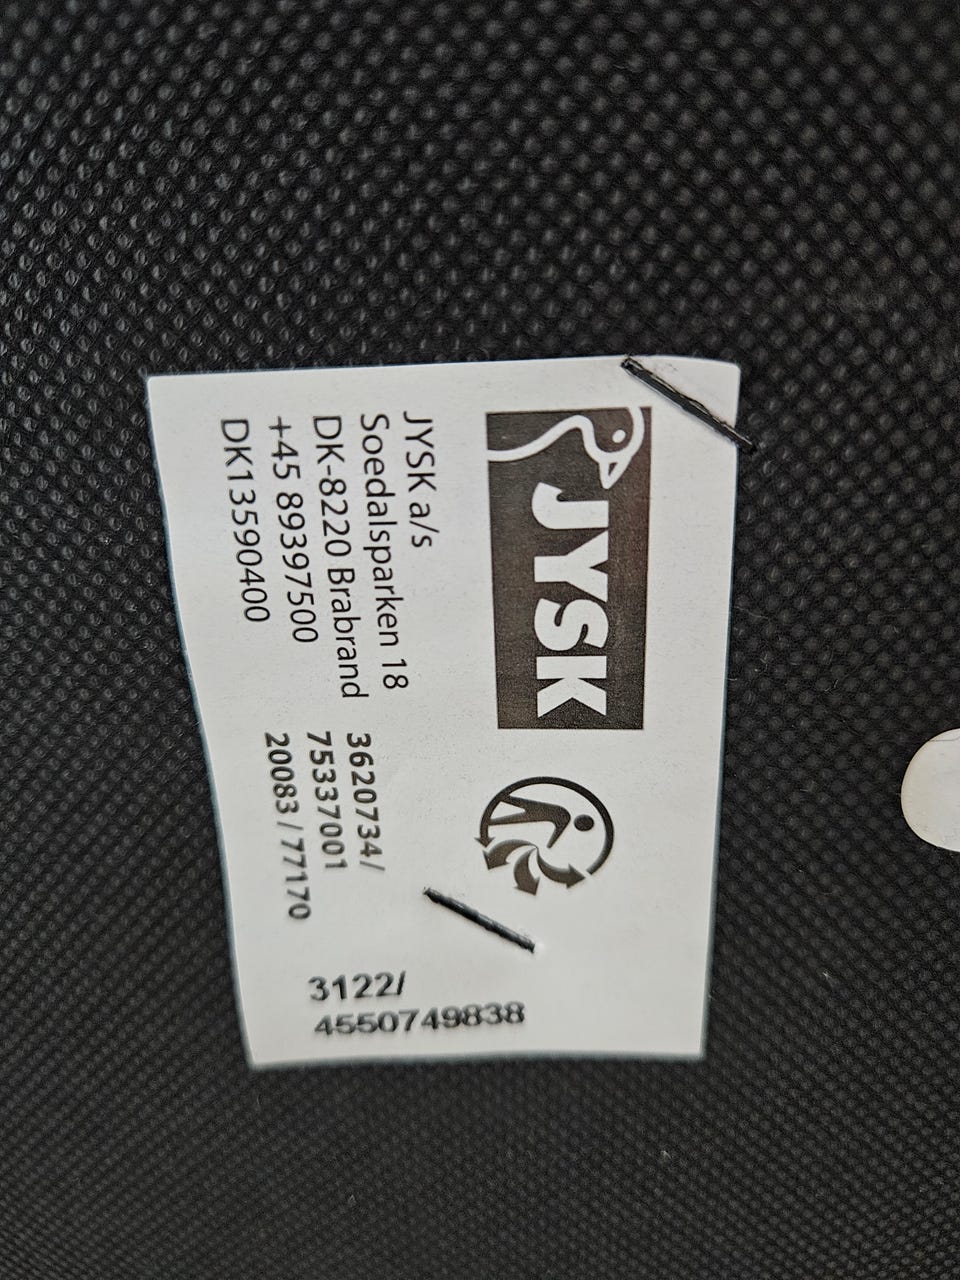 JYSK
JYSK a/s
Soedalsparken 18
DK-8220 Brabrand
+45 89397500
DK13590400
3620734/
75337001
20083 / 77170
3122/
4550749838